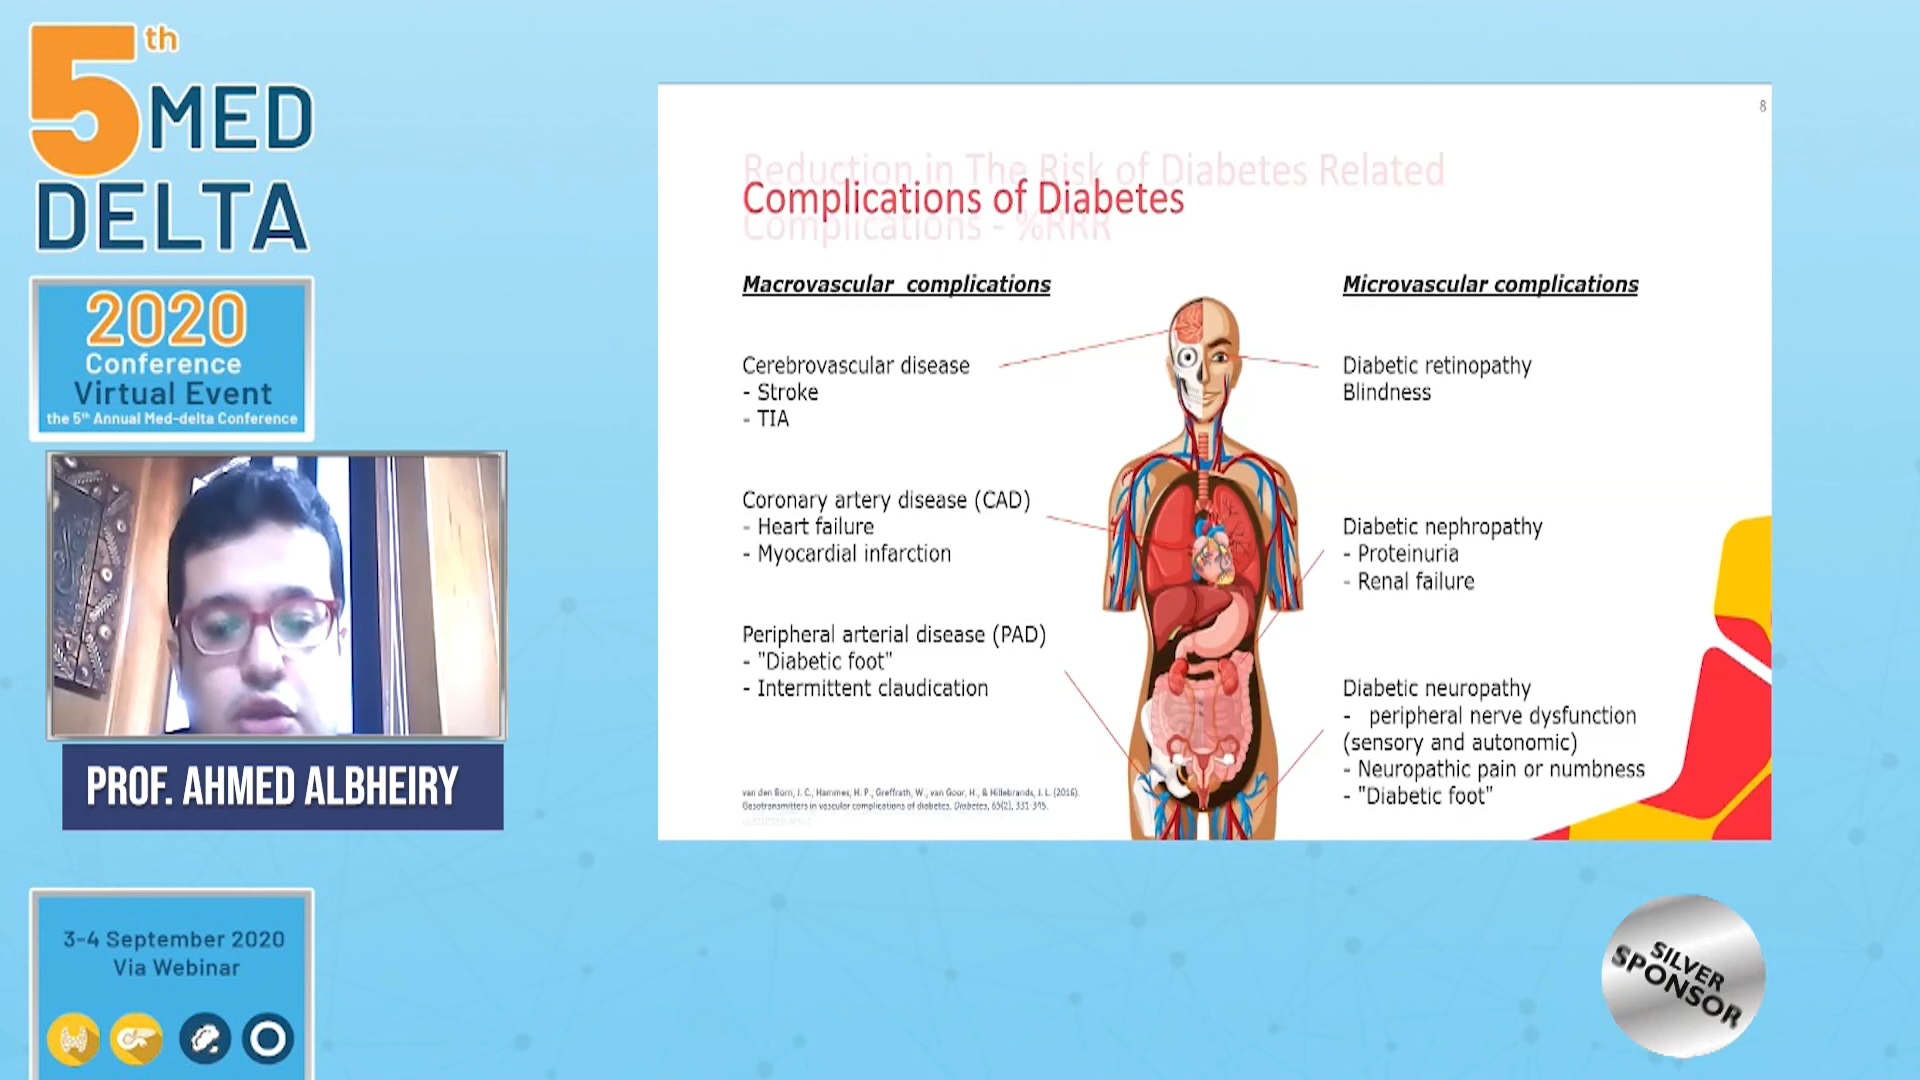 5th MED
DELTA
2020
Conference
Virtual Event
the 5th Annual Med-delta Conference
PROF. AHMED ALBHEIRY
3-4 September 2020
Via Webinar
8
Reduction in The Risk of Diabetes Related
Complications of Diabetes
Complications - %RRR
Macrovascular complications
Cerebrovascular disease
- Stroke
- TIA
Coronary artery disease (CAD)
- Heart failure
- Myocardial infarction
Peripheral arterial disease (PAD)
- "Diabetic foot"
- Intermittent claudication
van den Born, J. C., Hammes, H. P., Greffrath, W., van Goor, H., & Hillebrands, J. L. (2016).
Gasotransmitters in vascular complications of diabetes. Diabetes, 65(2), 331-345.
Microvascular complications
Diabetic retinopathy
Blindness
Diabetic nephropathy
- Proteinuria
- Renal failure
Diabetic neuropathy
- peripheral nerve dysfunction
(sensory and autonomic)
- Neuropathic pain or numbness
- "Diabetic foot"
SILVER
SPONSOR